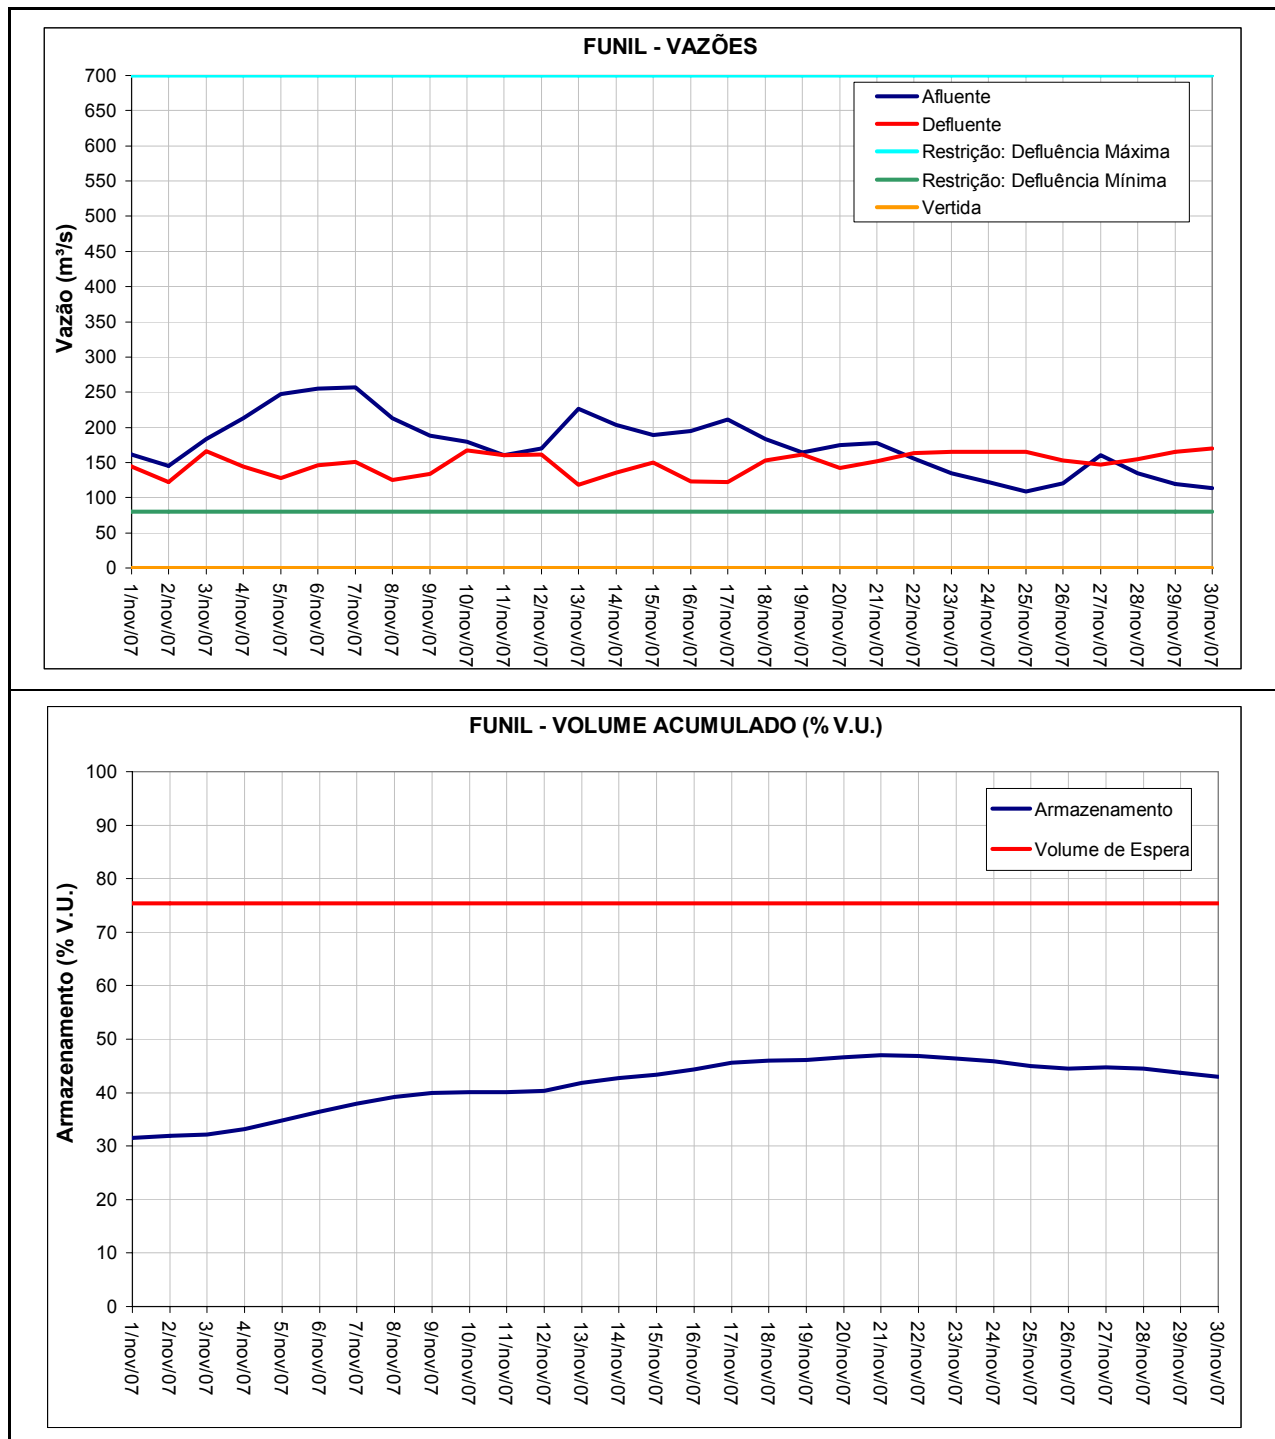 FUNIL - VAZÕES
Vazão (m³/s)
700
650
600
550
500
450
400
350
300
250
200
150
100
50
0
Afluente
Defluente
Restrição: Defluência Máxima
Restrição: Defluência Mínima
Vertida
1/nov/07
2/nov/07
3/nov/07
4/nov/07
5/nov/07
6/nov/07
7/nov/07
8/nov/07
9/nov/07
10/nov/07
11/nov/07
12/nov/07
13/nov/07
14/nov/07
15/nov/07
16/nov/07
17/nov/07
18/nov/07
19/nov/07
20/nov/07
21/nov/07
22/nov/07
23/nov/07
24/nov/07
25/nov/07
26/nov/07
27/nov/07
28/nov/07
29/nov/07
30/nov/07
FUNIL - VOLUME ACUMULADO (% V.U.)
Armazenamento (% V.U.)
100
90
80
70
60
50
40
30
20
10
0
Armazenamento
Volume de Espera
1/nov/07
2/nov/07
3/nov/07
4/nov/07
5/nov/07
6/nov/07
7/nov/07
8/nov/07
9/nov/07
10/nov/07
11/nov/07
12/nov/07
13/nov/07
14/nov/07
15/nov/07
16/nov/07
17/nov/07
18/nov/07
19/nov/07
20/nov/07
21/nov/07
22/nov/07
23/nov/07
24/nov/07
25/nov/07
26/nov/07
27/nov/07
28/nov/07
29/nov/07
30/nov/07